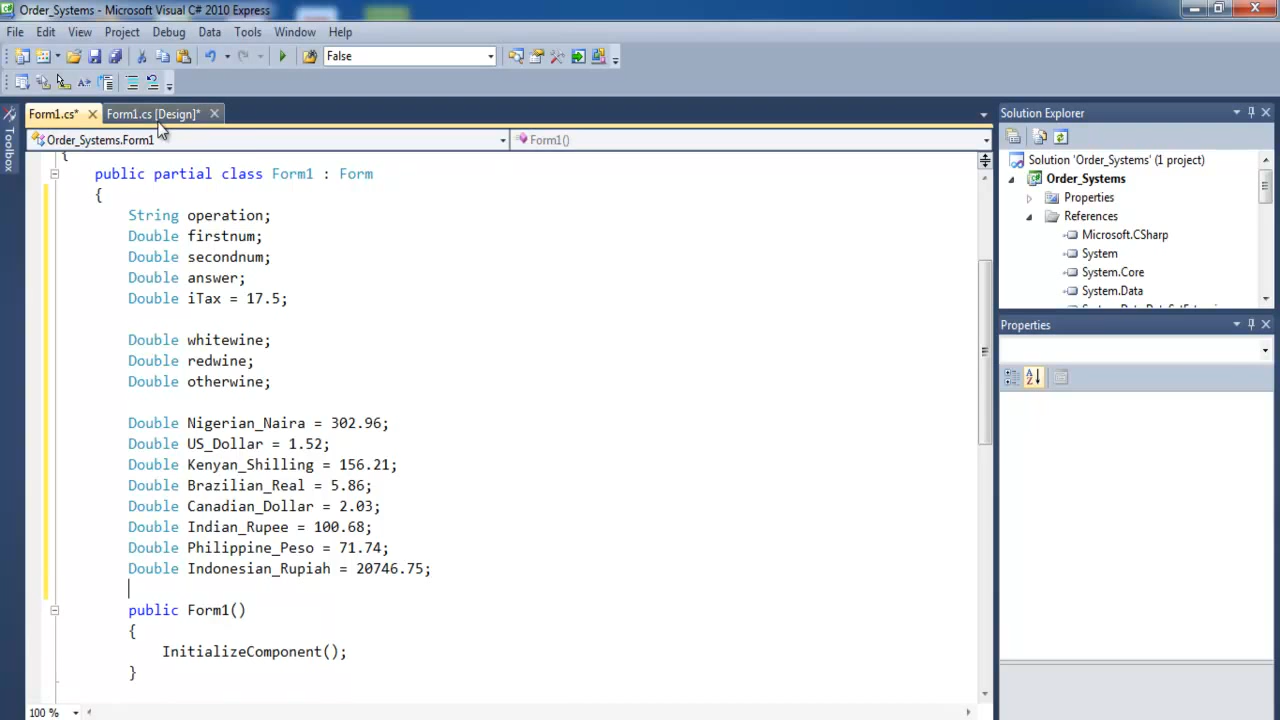 Order_Systems - Microsoft Visual C# 2010 Express
File Edit View Project Debug Data Tools Window Help
False
Form1.cs* Form1.cs [Design]*
Order_Systems.Form1 Form1()
Toolbox
{
public partial class Form1 : Form
{
String operation;
Double firstnum;
Double secondnum;
Double answer;
Double iTax = 17.5;
Double whitewine;
Double redwine;
Double otherwine;
Double Nigerian_Naira = 302.96;
Double US_Dollar = 1.52;
Double Kenyan_Shilling = 156.21;
Double Brazilian_Real = 5.86;
Double Canadian_Dollar = 2.03;
Double Indian_Rupee = 100.68;
Double Philippine_Peso = 71.74;
Double Indonesian_Rupiah = 20746.75;
public Form1()
{
InitializeComponent();
}
100 %
Solution Explorer
Solution 'Order_Systems' (1 project)
Order_Systems
Properties
References
Microsoft.CSharp
System
System.Core
System.Data
Properties